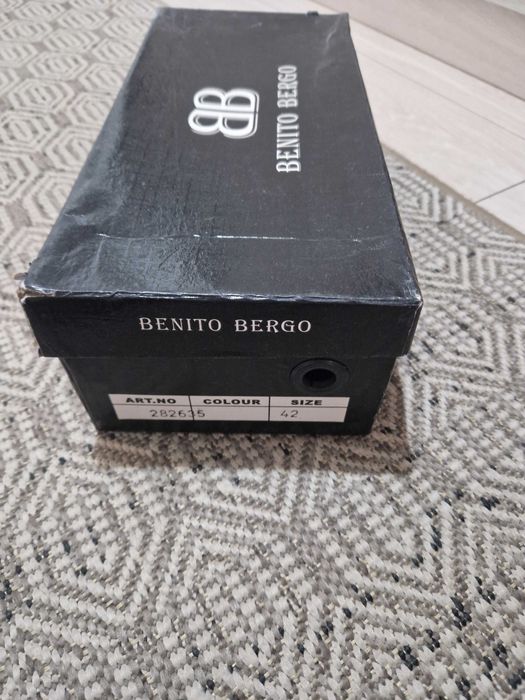 BB
BENITO BERGO
BENITO BERGO
ART.NO COLOUR SIZE
282635 42